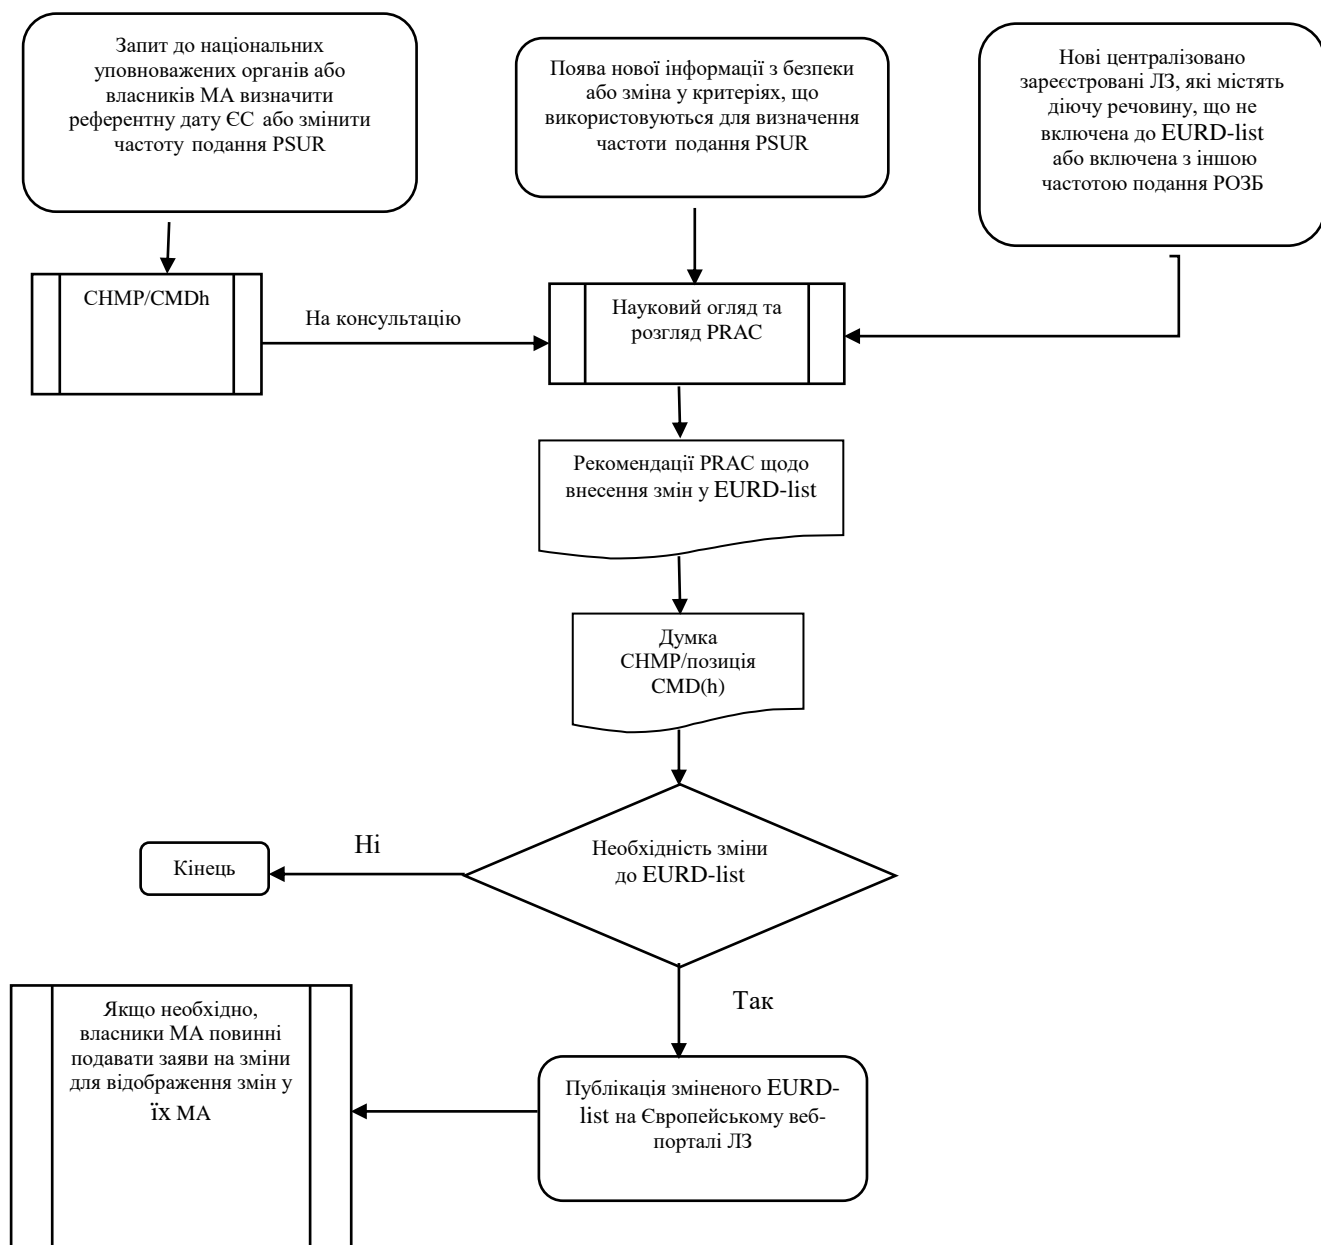 Запит до національних
уповноважених органів або
власників МА визначити
референтну дату ЄС або змінити
частоту подання PSUR
Поява нової інформації з безпеки
або зміна у критеріях, що
використовуються для визначення
частоти подання PSUR
Нові централізовано
зареєстровані ЛЗ, які містять
діючу речовину, що не
включена до EURD-list
або включена з іншою
частотою подання РОЗБ
CHMP/CMDh
На консультацію
Науковий огляд та
розгляд PRAC
Рекомендації PRAC щодо
внесення змін у EURD-list
Думка
CHMP/позиція
CMD(h)
Необхідність зміни
до EURD-list
Ні
Кінець
Так
Якщо необхідно,
власники МА повинні
подавати заяви на зміни
для відображення змін у
їх МА
Публікація зміненого EURD-
list на Європейському веб-
порталі ЛЗ